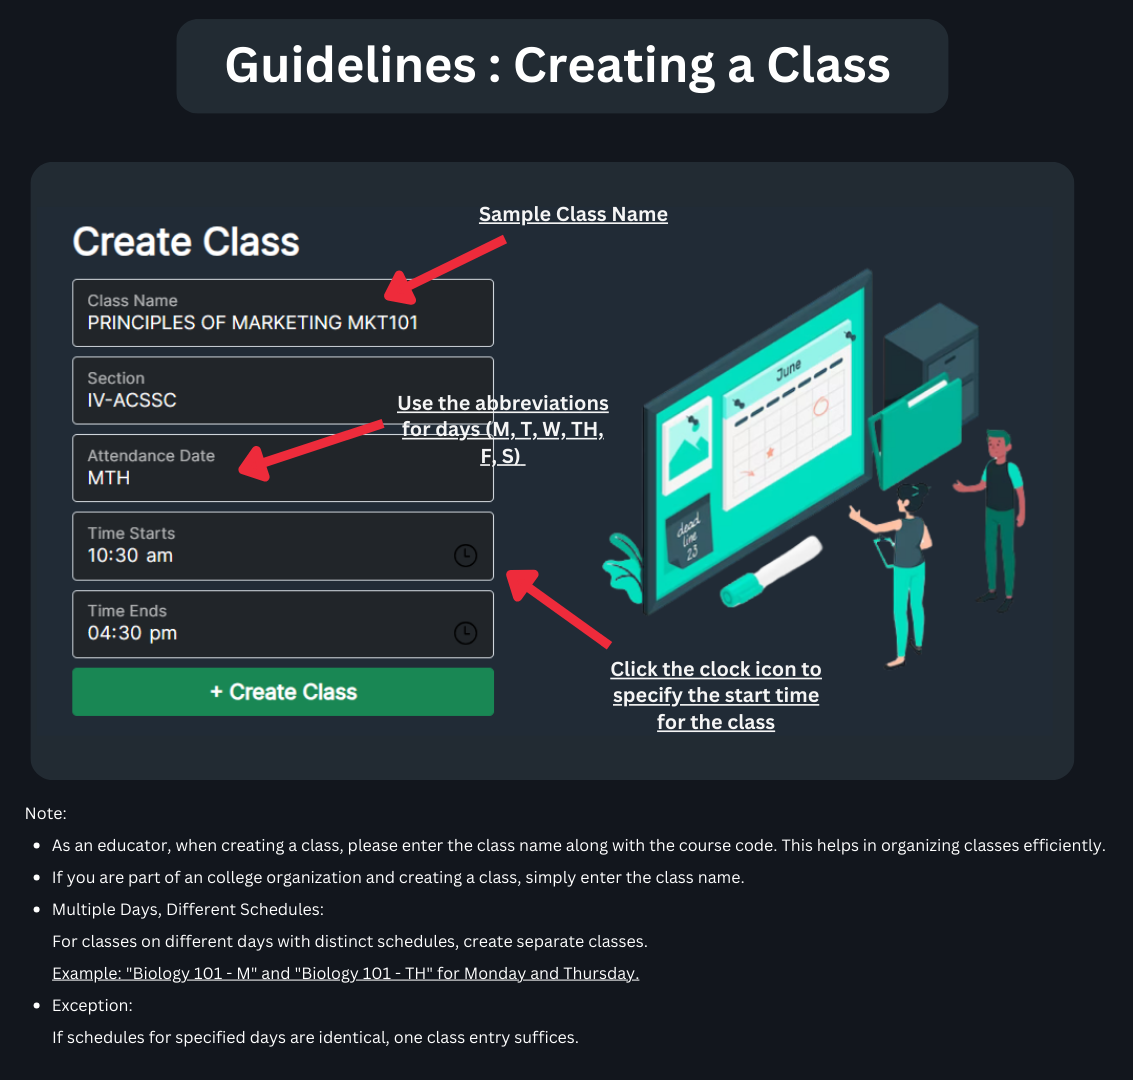 Guidelines : Creating a Class
Sample Class Name
Create Class
Class Name
PRINCIPLES OF MARKETING MKT101
Section
IV-ACSSC
Use the abbreviations
for days (M, T, W, TH,
F, S)
Attendance Date
MTH
Time Starts
10:30 am
Time Ends
04:30 pm
+ Create Class
June
dead
line
23
Click the clock icon to
specify the start time
for the class
Note:
• As an educator, when creating a class, please enter the class name along with the course code. This helps in organizing classes efficiently.
• If you are part of an college organization and creating a class, simply enter the class name.
• Multiple Days, Different Schedules:
For classes on different days with distinct schedules, create separate classes.
Example: "Biology 101 - M" and "Biology 101 - TH" for Monday and Thursday.
• Exception:
If schedules for specified days are identical, one class entry suffices.